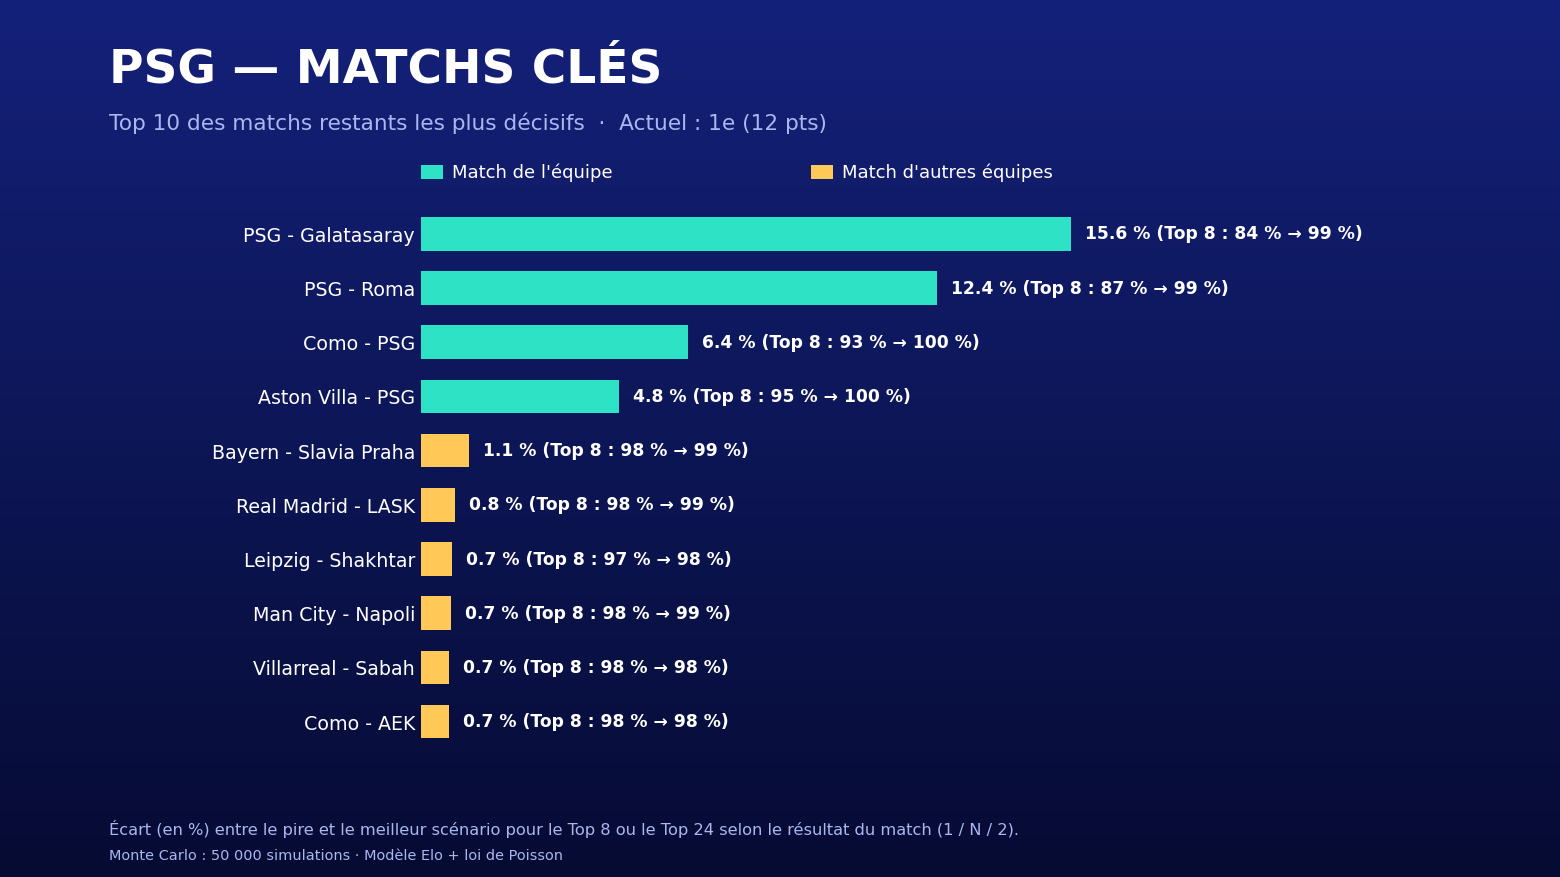 PSG — MATCHS CLÉS
Top 10 des matchs restants les plus décisifs · Actuel : 1e (12 pts)
Match de l'équipe
Match d'autres équipes
PSG - Galatasaray 15.6 % (Top 8 : 84 % → 99 %)
PSG - Roma 12.4 % (Top 8 : 87 % → 99 %)
Como - PSG 6.4 % (Top 8 : 93 % → 100 %)
Aston Villa - PSG 4.8 % (Top 8 : 95 % → 100 %)
Bayern - Slavia Praha 1.1 % (Top 8 : 98 % → 99 %)
Real Madrid - LASK 0.8 % (Top 8 : 98 % → 99 %)
Leipzig - Shakhtar 0.7 % (Top 8 : 97 % → 98 %)
Man City - Napoli 0.7 % (Top 8 : 98 % → 99 %)
Villarreal - Sabah 0.7 % (Top 8 : 98 % → 98 %)
Como - AEK 0.7 % (Top 8 : 98 % → 98 %)
Écart (en %) entre le pire et le meilleur scénario pour le Top 8 ou le Top 24 selon le résultat du match (1 / N / 2).
Monte Carlo : 50 000 simulations · Modèle Elo + loi de Poisson